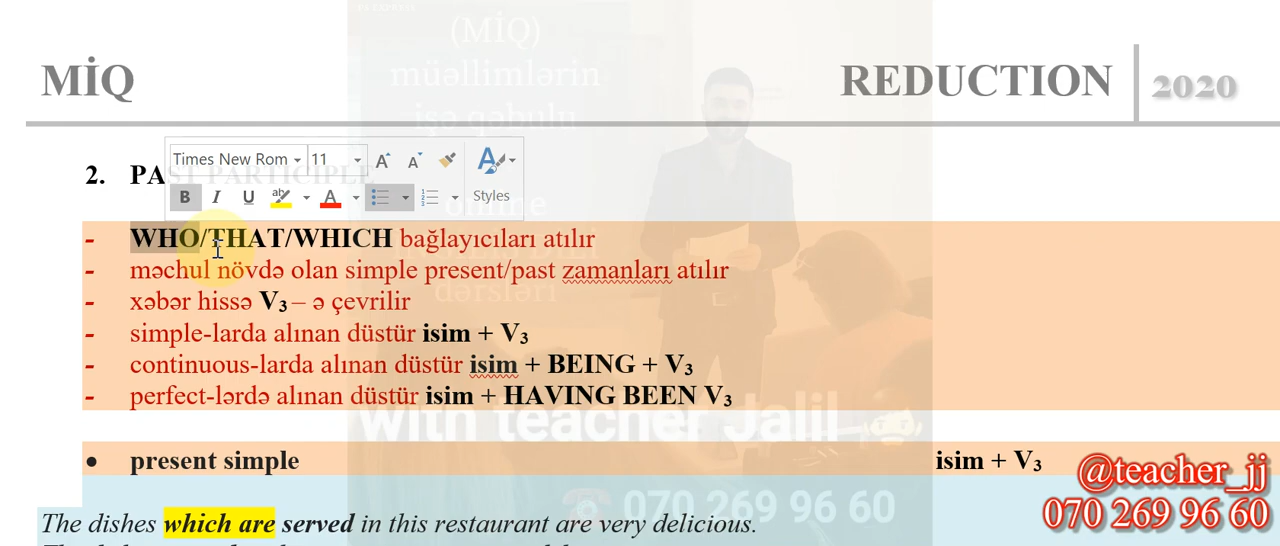 (MİQ)
müəllimlərin
işə qəbulu
MİQ
REDUCTION
2020
Times New Rom
11
2. PAST PARTICIPLE
B I U
Styles
online
- WHO/THAT/WHICH bağlayıcıları atılır
- məchul növdə olan simple present/past zamanları atılır
dərsləri
- xəbər hissə V3 – ə çevrilir
- simple-larda alınan düstür isim + V3
- continuous-larda alınan düstür isim + BEING + V3
- perfect-lərdə alınan düstür isim + HAVING BEEN V3
with teacher Jalil
• present simple
isim + V3
@teacher_jj
070 269 96 60
070 269 96 60
The dishes which are served in this restaurant are very delicious.